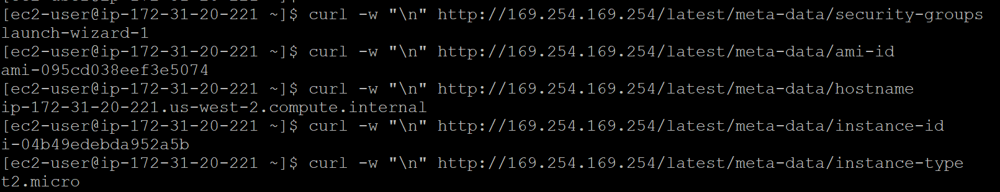 [ec2-user@ip-172-31-20-221 ~]$ curl -w "\n" http://169.254.169.254/latest/meta-data/security-groups
launch-wizard-1
[ec2-user@ip-172-31-20-221 ~]$ curl -w "\n" http://169.254.169.254/latest/meta-data/ami-id
ami-095cd038eef3e5074
[ec2-user@ip-172-31-20-221 ~]$ curl -w "\n" http://169.254.169.254/latest/meta-data/hostname
ip-172-31-20-221.us-west-2.compute.internal
[ec2-user@ip-172-31-20-221 ~]$ curl -w "\n" http://169.254.169.254/latest/meta-data/instance-id
i-04b49edebda952a5b
[ec2-user@ip-172-31-20-221 ~]$ curl -w "\n" http://169.254.169.254/latest/meta-data/instance-type
t2.micro